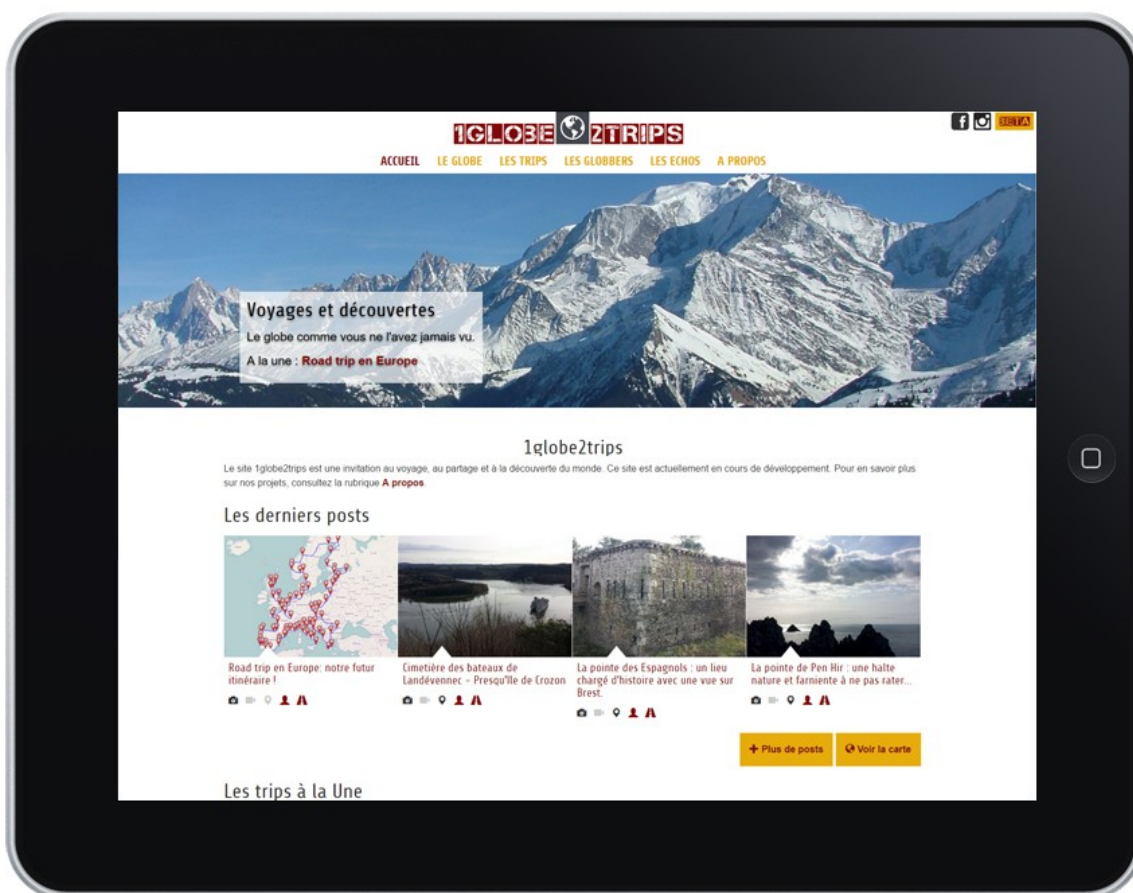 1GLOBE 2TRIPS
BETA
ACCUEIL LE GLOBE LES TRIPS LES GLOBBERS LES ECHOS A PROPOS
Voyages et découvertes
Le globe comme vous ne l'avez jamais vu.
A la une : Road trip en Europe
1globe2trips
Le site 1globe2trips est une invitation au voyage, au partage et à la découverte du monde. Ce site est actuellement en cours de développement. Pour en savoir plus
sur nos projets, consultez la rubrique A propos.
Les derniers posts
Road trip en Europe: notre futur
itinéraire !
Cimetière des bateaux de
Landévennec - Presqu'île de Crozon
La pointe des Espagnols : un lieu
chargé d'histoire avec une vue sur
Brest.
La pointe de Pen Hir : une halte
nature et farniente à ne pas rater...
Plus de posts
Voir la carte
Les trips à la Une